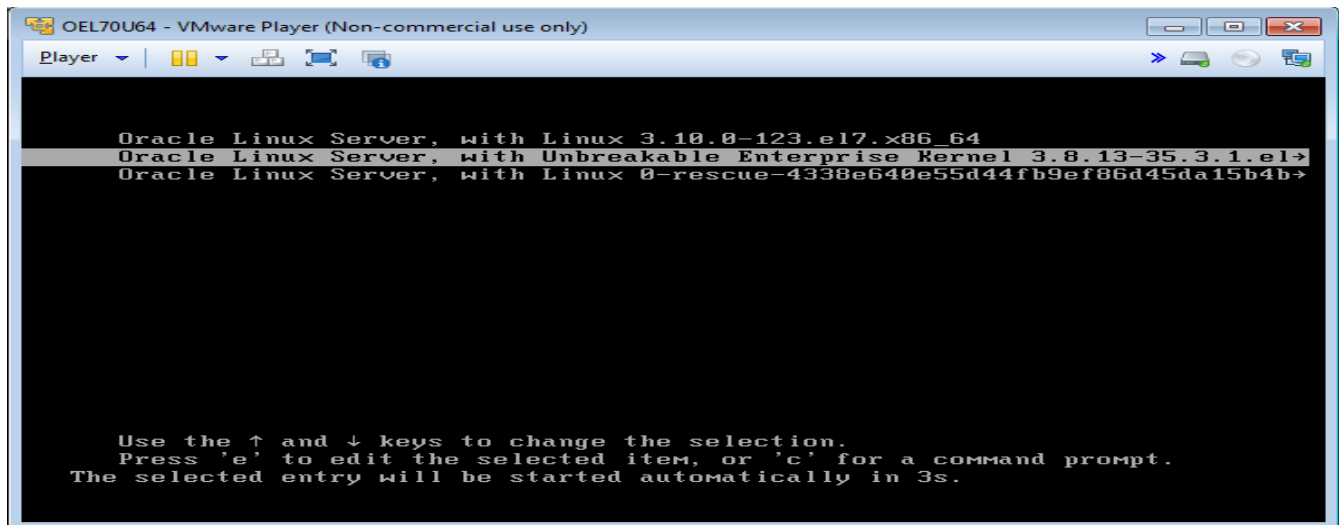 OEL70U64 - VMware Player (Non-commercial use only)
Player
Oracle Linux Server, with Linux 3.10.0-123.el7.x86_64
Oracle Linux Server, with Unbreakable Enterprise Kernel 3.8.13-35.3.1.el→
Oracle Linux Server, with Linux 0-rescue-4338e640e55d44fb9ef86d45da15b4b→
Use the ↑ and ↓ keys to change the selection.
Press 'e' to edit the selected item, or 'c' for a command prompt.
The selected entry will be started automatically in 3s.